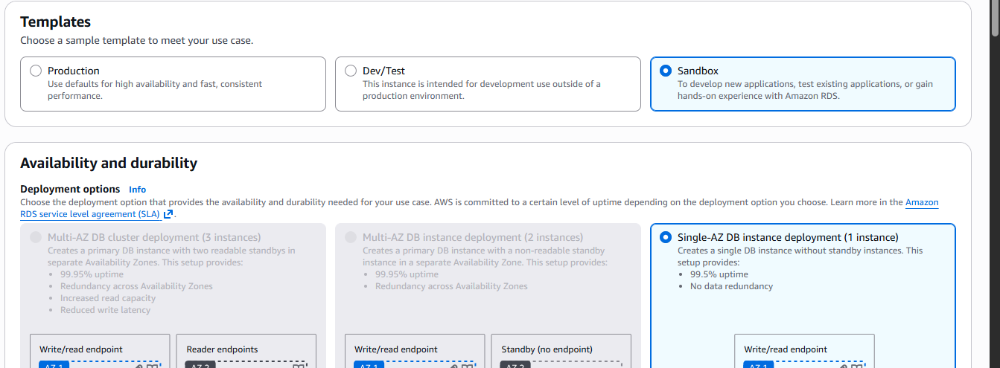 Templates
Choose a sample template to meet your use case.
Production
Use defaults for high availability and fast, consistent
performance.
Dev/Test
This instance is intended for development use outside of a
production environment.
Sandbox
To develop new applications, test existing applications, or gain
hands-on experience with Amazon RDS.
Availability and durability
Deployment options Info
Choose the deployment option that provides the availability and durability needed for your use case. AWS is committed to a certain level of uptime depending on the deployment option you choose. Learn more in the Amazon
RDS service level agreement (SLA) .
Multi-AZ DB cluster deployment (3 instances)
Creates a primary DB instance with two readable standbys in
separate Availability Zones. This setup provides:
• 99.95% uptime
• Redundancy across Availability Zones
• Increased read capacity
• Reduced write latency
Write/read endpoint
AZ 1
Reader endpoints
AZ 2
Multi-AZ DB instance deployment (2 instances)
Creates a primary DB instance with a non-readable standby
instance in a separate Availability Zone. This setup provides:
• 99.95% uptime
• Redundancy across Availability Zones
Write/read endpoint
AZ 1
Standby (no endpoint)
AZ 2
Single-AZ DB instance deployment (1 instance)
Creates a single DB instance without standby instances. This
setup provides:
• 99.5% uptime
• No data redundancy
Write/read endpoint
AZ 1